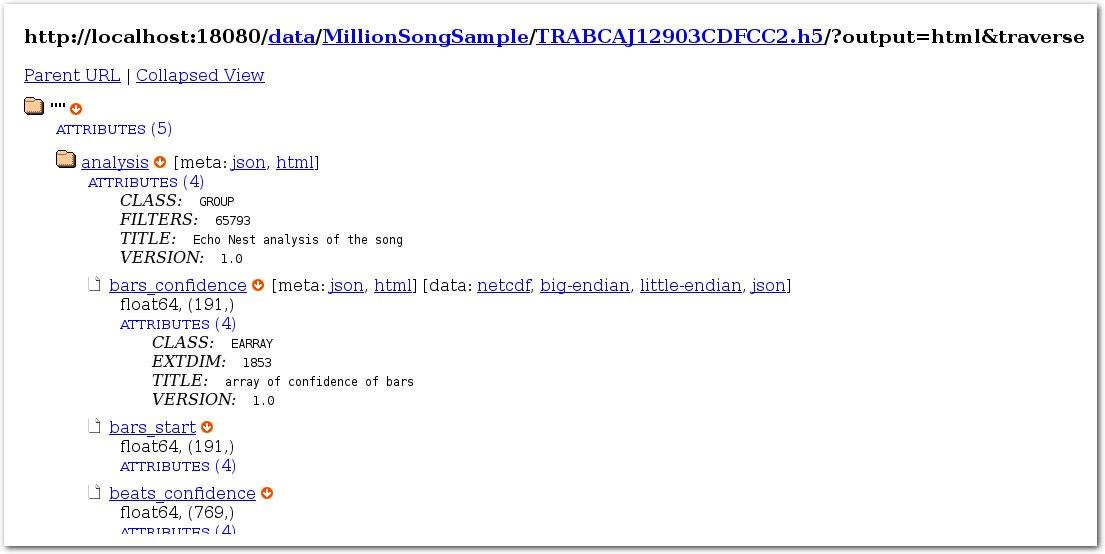 http://localhost:18080/data/MillionSongSample/TRABCAJ12903CDFCC2.h5/?output=html&traverse
Parent URL | Collapsed View
""
ATTRIBUTES (5)
analysis [meta: json, html]
ATTRIBUTES (4)
CLASS: GROUP
FILTERS: 65793
TITLE: Echo Nest analysis of the song
VERSION: 1.0
bars_confidence [meta: json, html] [data: netcdf, big-endian, little-endian, json]
float64, (191,)
ATTRIBUTES (4)
CLASS: EARRAY
EXTDIM: 1853
TITLE: array of confidence of bars
VERSION: 1.0
bars_start
float64, (191,)
ATTRIBUTES (4)
beats_confidence
float64, (769,)
ATTRIBUTES (4)